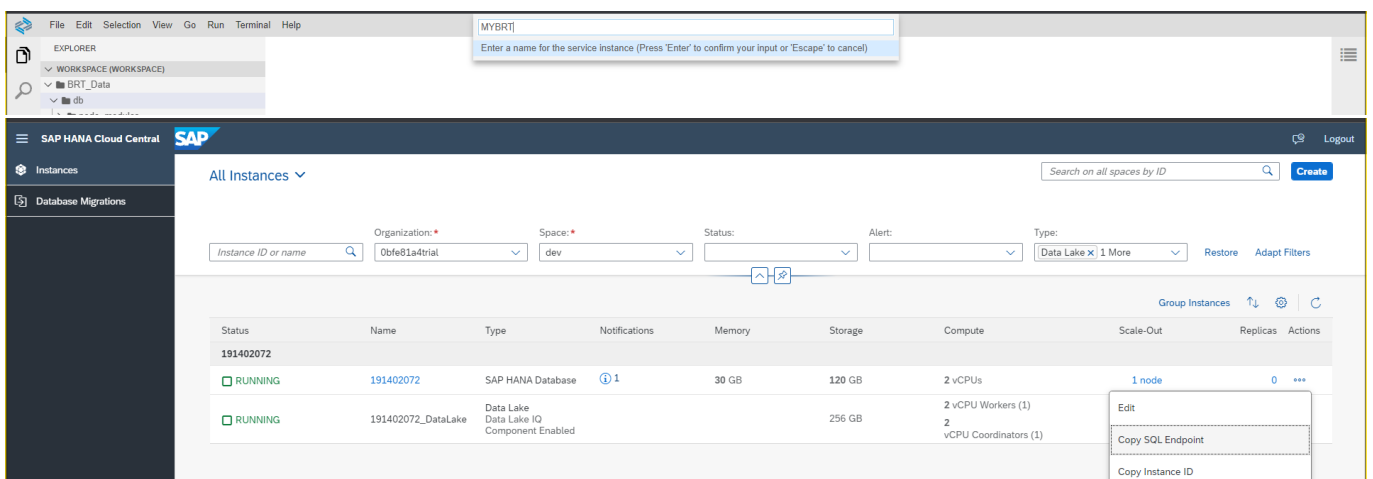 File Edit Selection View Go Run Terminal Help
MYBRT
Enter a name for the service instance (Press 'Enter' to confirm your input or 'Escape' to cancel)
EXPLORER
WORKSPACE (WORKSPACE)
BRT_Data
db
SAP HANA Cloud Central
SAP
Logout
Instances
Database Migrations
All Instances
Search on all spaces by ID
Create
Organization:* Space:* Status: Alert: Type:
Instance ID or name 0bfe81a4trial dev Data Lake 1 More Restore Adapt Filters
Group Instances
Status Name Type Notifications Memory Storage Compute Scale-Out Replicas Actions
191402072
RUNNING 191402072 SAP HANA Database 1 30 GB 120 GB 2 vCPUs 1 node 0
RUNNING 191402072_DataLake Data Lake 256 GB 2 vCPU Workers (1)
Data Lake IQ 2
Component Enabled vCPU Coordinators (1)
Edit
Copy SQL Endpoint
Copy Instance ID